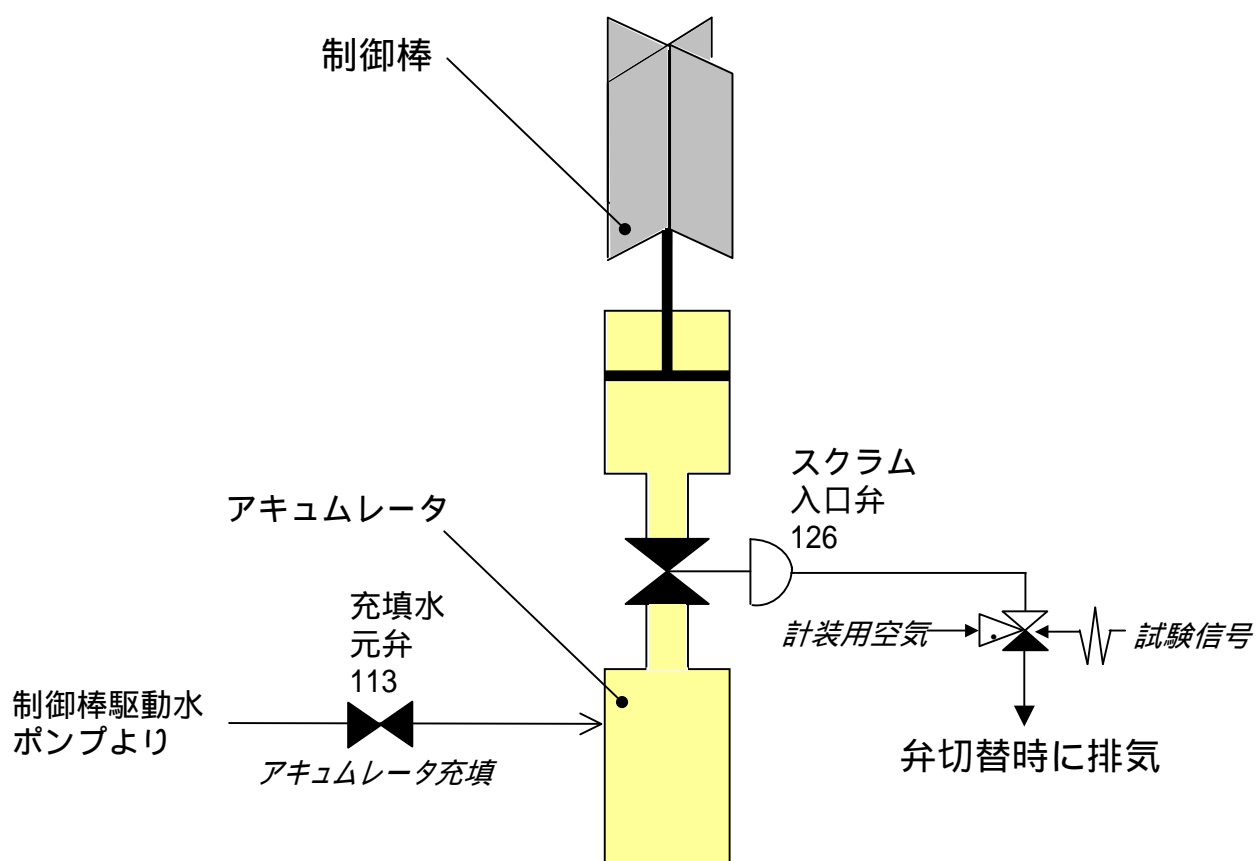 制御棒
スクラム
入口弁
126
アキュムレータ
充填水
元弁
113
計装用空気
試験信号
制御棒駆動水
ポンプより
アキュムレータ充填
弁切替時に排気